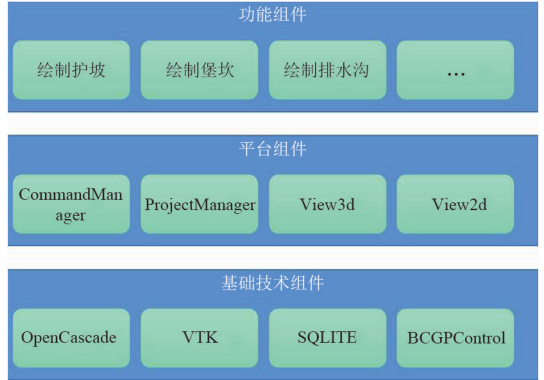 功能组件
绘制护坡
绘制堡坎
绘制排水沟
...
平台组件
CommandMan
ager
ProjectManager
View3d
View2d
基础技术组件
OpenCascade
VTK
SQLITE
BCGPControl